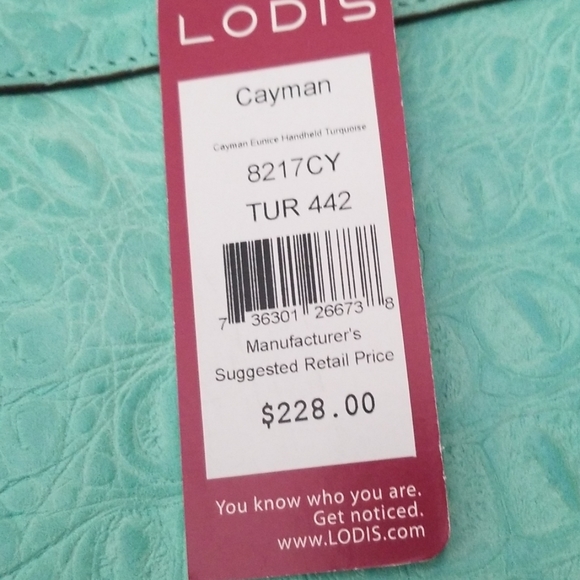 LODIS
Cayman
Cayman Eunice Handheld Turquoise
8217CY
TUR 442
7 36301 26673 8
Manufacturer's
Suggested Retail Price
$228.00
You know who you are.
Get noticed.
www.LODIS.com